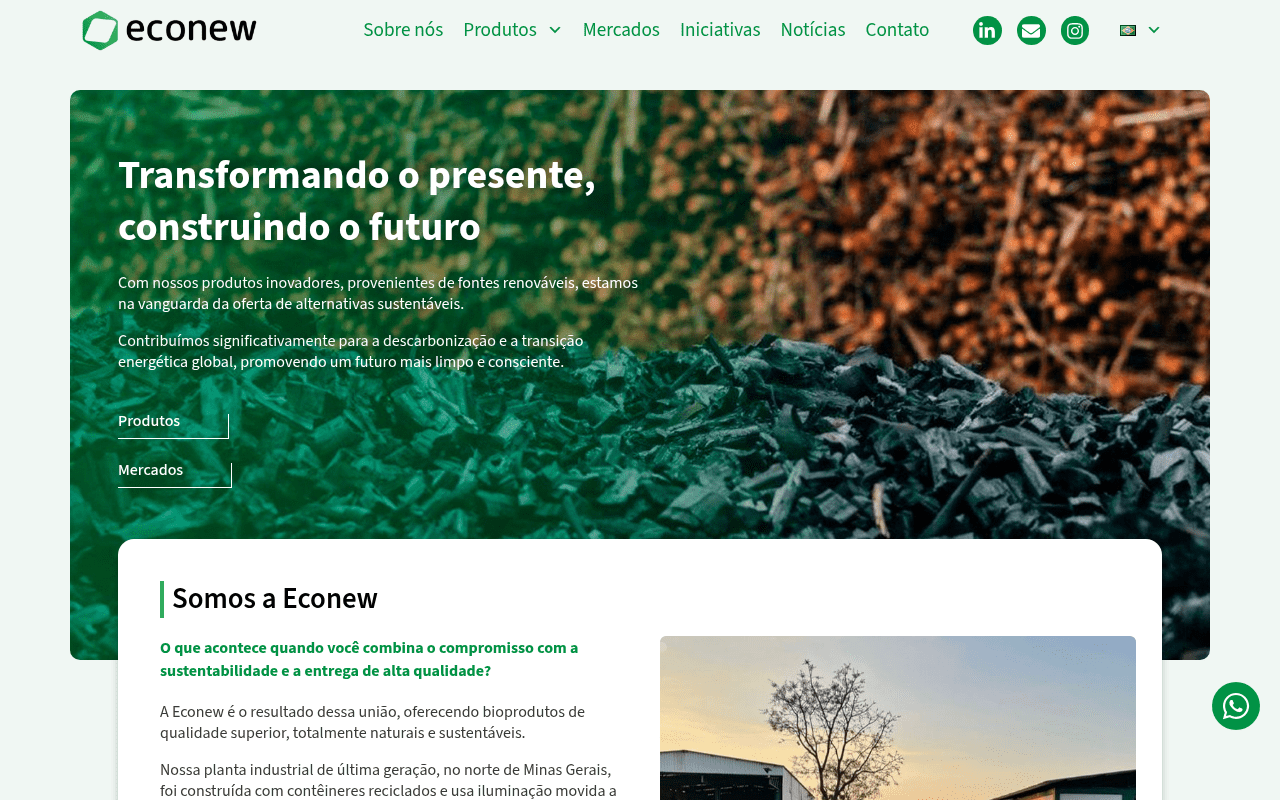 econew
Sobre nós
Produtos
Mercados
Iniciativas
Notícias
Contato
Transformando o presente,
construindo o futuro
Com nossos produtos inovadores, provenientes de fontes renováveis, estamos
na vanguarda da oferta de alternativas sustentáveis.
Contribuímos significativamente para a descarbonização e a transição
energética global, promovendo um futuro mais limpo e consciente.
Produtos
Mercados
Somos a Econew
O que acontece quando você combina o compromisso com a
sustentabilidade e a entrega de alta qualidade?
A Econew é o resultado dessa união, oferecendo bioprodutos de
qualidade superior, totalmente naturais e sustentáveis.
Nossa planta industrial de última geração, no norte de Minas Gerais,
foi construída com contêineres reciclados e usa iluminação movida a